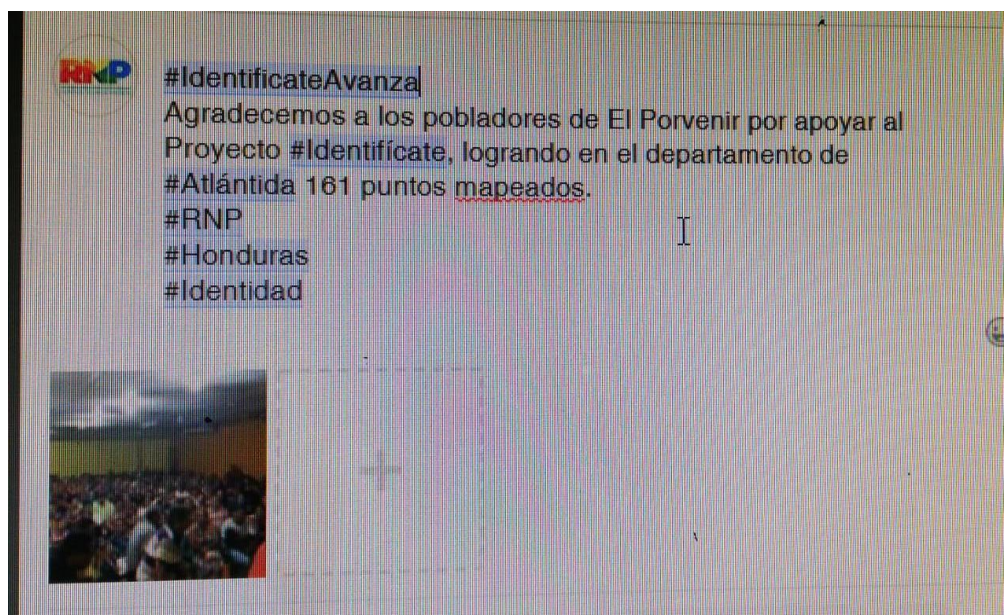 RNP
#IdentificateAvanza
Agradecemos a los pobladores de El Porvenir por apoyar al
Proyecto #Identifícate, logrando en el departamento de
#Atlántida 161 puntos mapeados.
#RNP
#Honduras
#Identidad